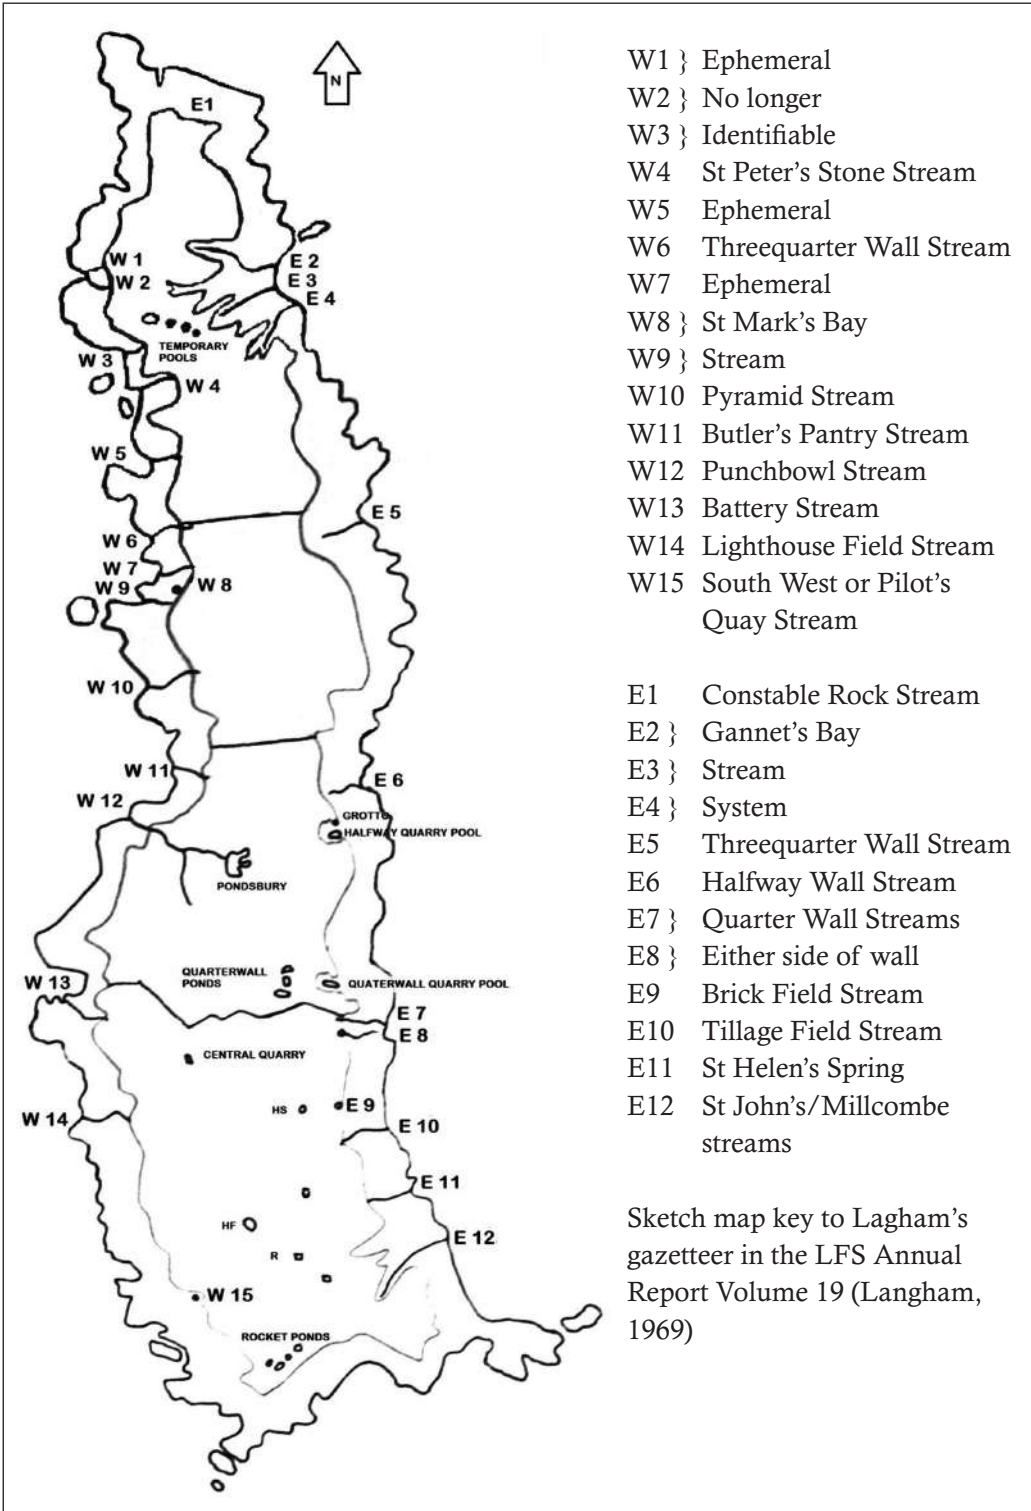 N
E1
W 1
W 2
E 2
E 3
E 4
TEMPORARY
POOLS
W 3
W 4
W 5
E 5
W 6
W 7
W 9
W 8
W 10
W 11
E 6
W 12
GROTTO
HALFWAY QUARRY POOL
PONDSBURY
QUARTERWALL
PONDS
W 13
QUATERWALL QUARRY POOL
E 7
E 8
CENTRAL QUARRY
HS
E 9
W 14
E 10
E 11
HF
E 12
R
W 15
ROCKET PONDS
W1 } Ephemeral
W2 } No longer
W3 } Identifiable
W4 St Peter's Stone Stream
W5 Ephemeral
W6 Threequarter Wall Stream
W7 Ephemeral
W8 } St Mark's Bay
W9 } Stream
W10 Pyramid Stream
W11 Butler's Pantry Stream
W12 Punchbowl Stream
W13 Battery Stream
W14 Lighthouse Field Stream
W15 South West or Pilot's
Quay Stream
E1 Constable Rock Stream
E2 } Gannet's Bay
E3 } Stream
E4 } System
E5 Threequarter Wall Stream
E6 Halfway Wall Stream
E7 } Quarter Wall Streams
E8 } Either side of wall
E9 Brick Field Stream
E10 Tillage Field Stream
E11 St Helen's Spring
E12 St John's/Millcombe
streams
Sketch map key to Lagham's
gazetteer in the LFS Annual
Report Volume 19 (Langham,
1969)